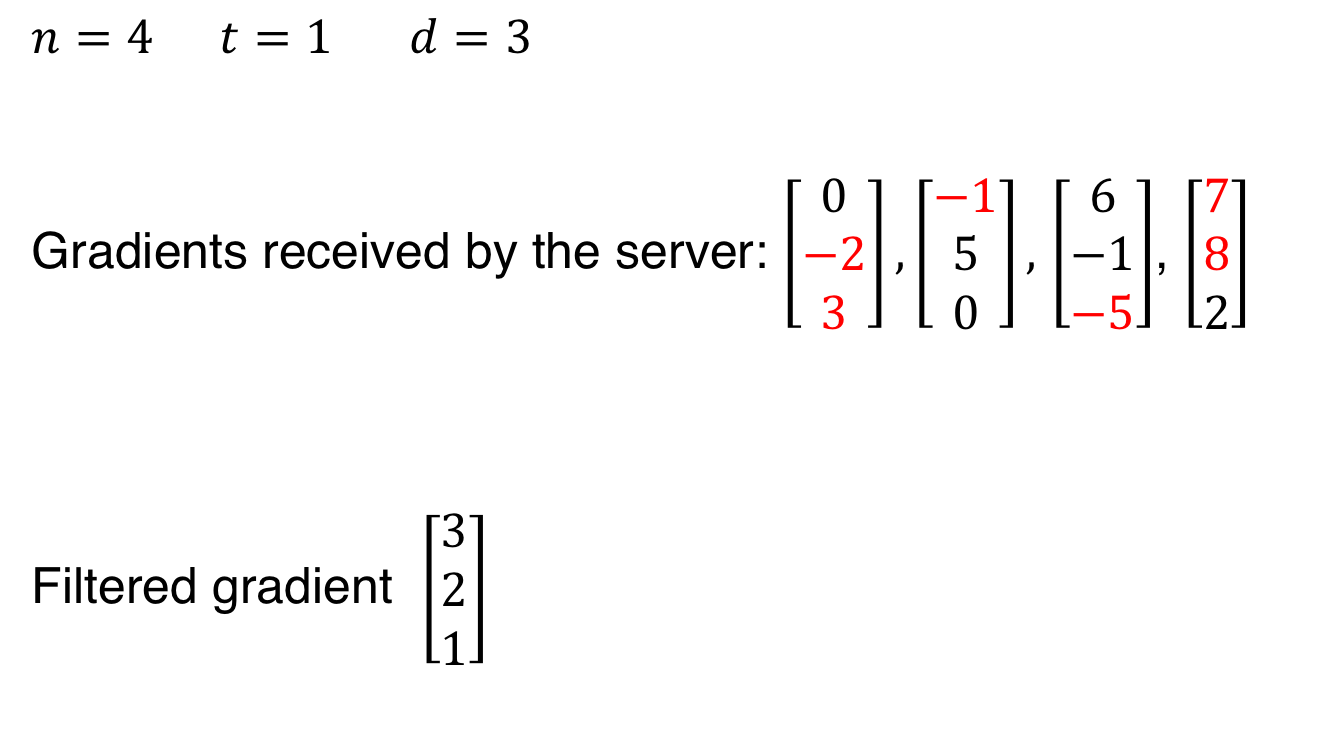 n = 4 t = 1 d = 3
Gradients received by the server: [0 −2 3], [−1 5 0], [6 −1 −5], [7 8 2]
Filtered gradient [3 2 1]